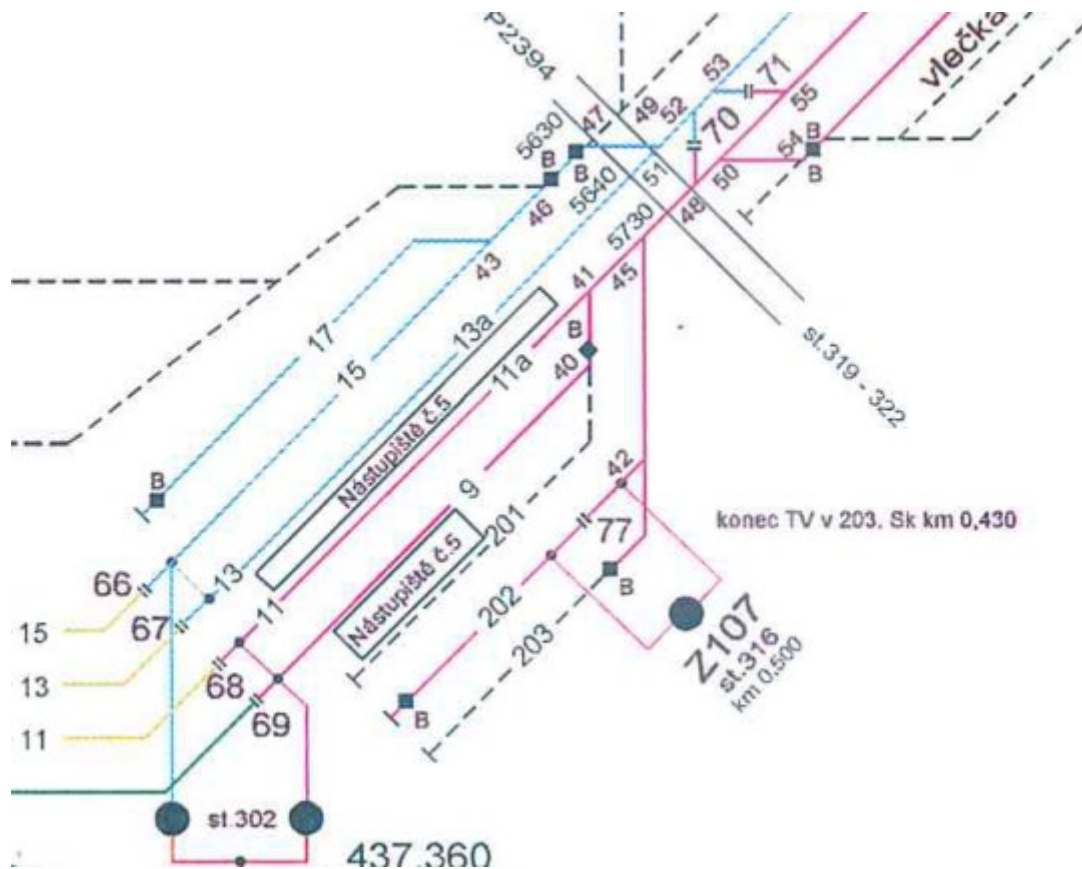 P2394
vlečka
53
71
52
49
47
70
55
5630
54
B
B
50
51
B
B
46
5640
48
5730
43
45
41
13a
17
B
st.319 - 322
11a
40
15
Nástupiště č.5
9
42
B
201
konec TV v 203. Sk km 0,430
77
Nástupiště č.5
66
13
B
11
202
Z107
st.316
km 0.500
67
15
203
68
13
69
B
11
st.302
437.360